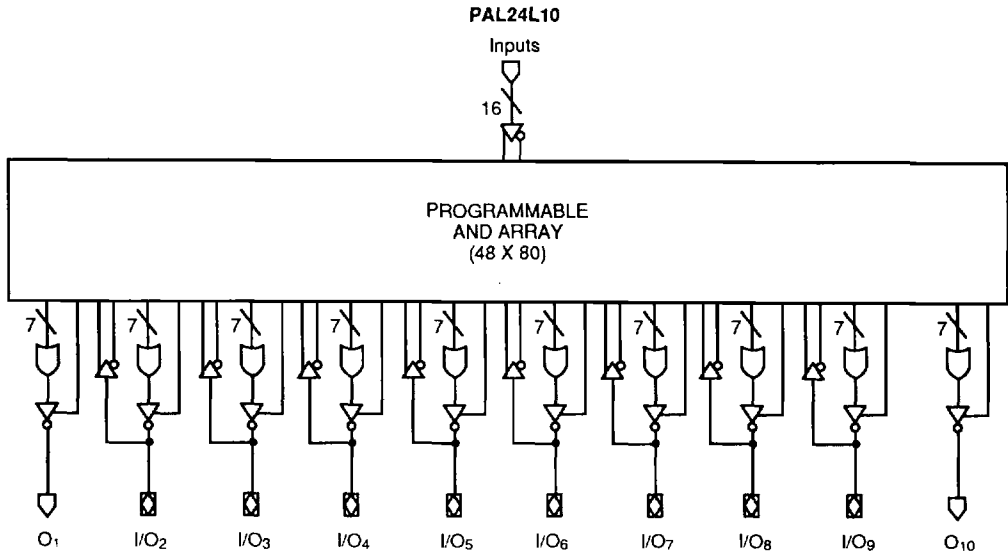 PAL24L10
Inputs
16
PROGRAMMABLE
AND ARRAY
(48 X 80)
7 7 7 7 7 7 7 7 7 7
O1 I/O2 I/O3 I/O4 I/O5 I/O6 I/O7 I/O8 I/O9 O10